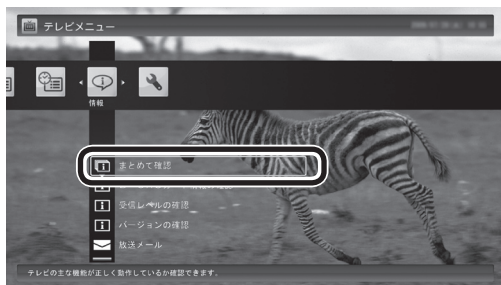 テレビメニュー
情報
まとめて確認
受信レベルの確認
バージョンの確認
放送メール
テレビの主な機能が正しく動作しているか確認できます。